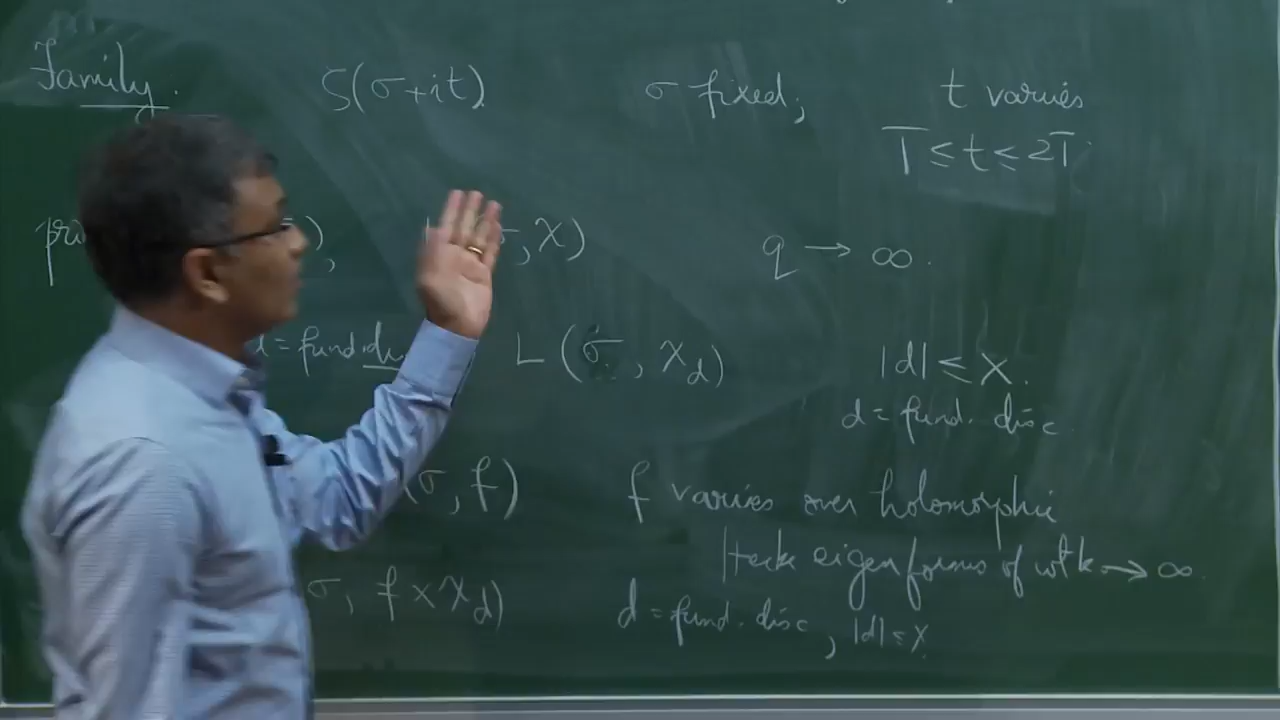 Family. ζ(σ+it) σ fixed; t varies
T ≤ t ≤ 2T
), σ, χ) q → ∞.
d = fund. disc L(σ, χ_d) |d| ≤ X.
d = fund. disc
(σ, f) f varies over holomorphic
Hecke eigenforms of wt k → ∞
σ, f × χ_d) d = fund. disc, |d| ≤ X